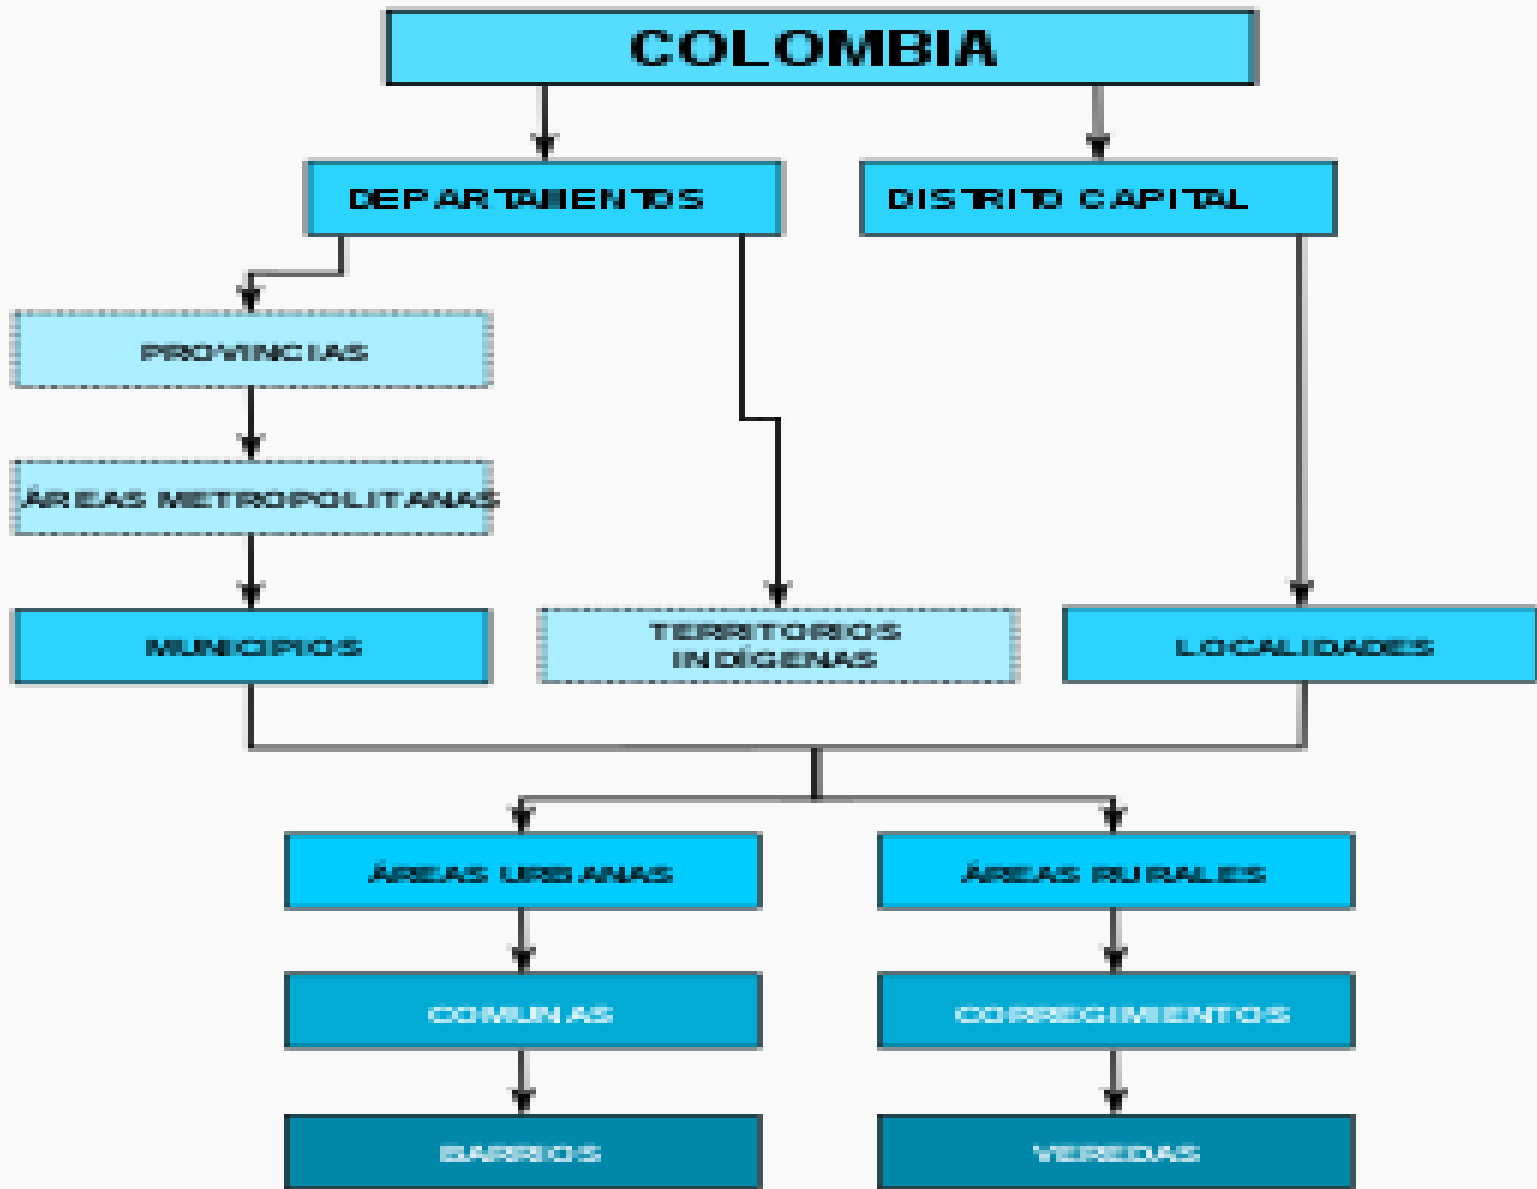 COLOMBIA
DEPARTAMENTOS
DISTRITO CAPITAL
PROVINCIAS
ÁREAS METROPOLITANAS
MUNICIPIOS
TERRITORIOS
INDÍGENAS
LOCALIDADES
ÁREAS URBANAS
ÁREAS RURALES
COMUNAS
CORREGIMIENTOS
BARRIOS
VEREDAS